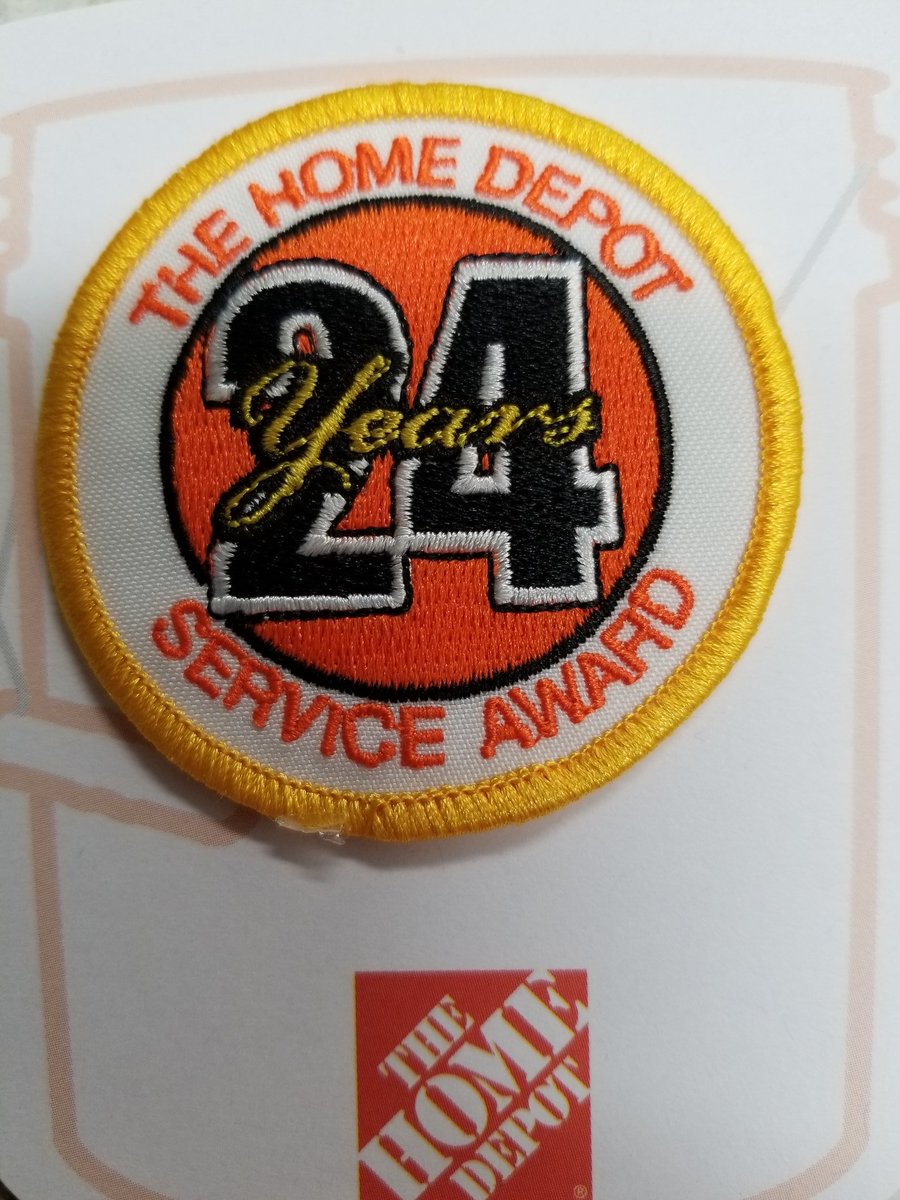 THE HOME DEPOT
24
Years
SERVICE AWARD
THE
HOME
DEPOT
®